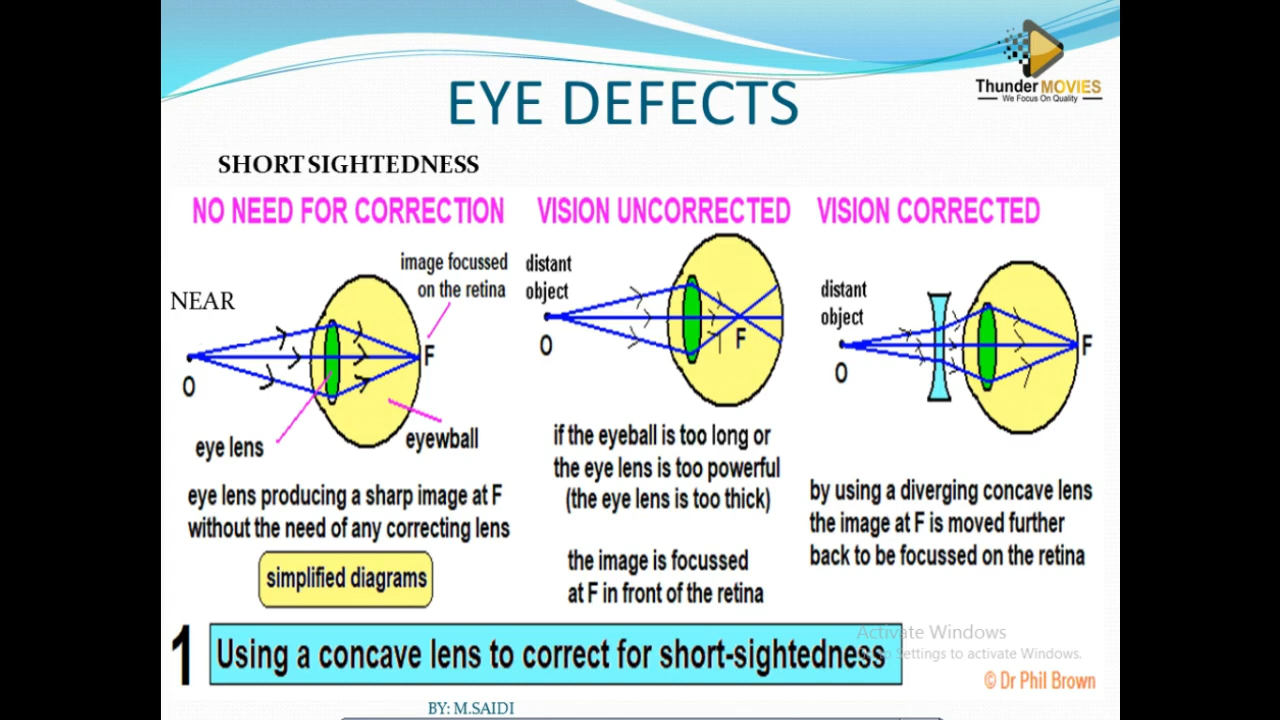 Thunder MOVIES
We Focus On Quality
EYE DEFECTS
SHORTSIGHTEDNESS
NO NEED FOR CORRECTION
VISION UNCORRECTED
VISION CORRECTED
NEAR
image focussed
on the retina
F
O
eye lens
eyewball
eye lens producing a sharp image at F
without the need of any correcting lens
simplified diagrams
distant
object
O
F
if the eyeball is too long or
the eye lens is too powerful
(the eye lens is too thick)
the image is focussed
at F in front of the retina
distant
object
O
F
by using a diverging concave lens
the image at F is moved further
back to be focussed on the retina
1 Using a concave lens to correct for short-sightedness
Activate Windows
to Settings to activate Windows.
© Dr Phil Brown
BY: M.SAIDI